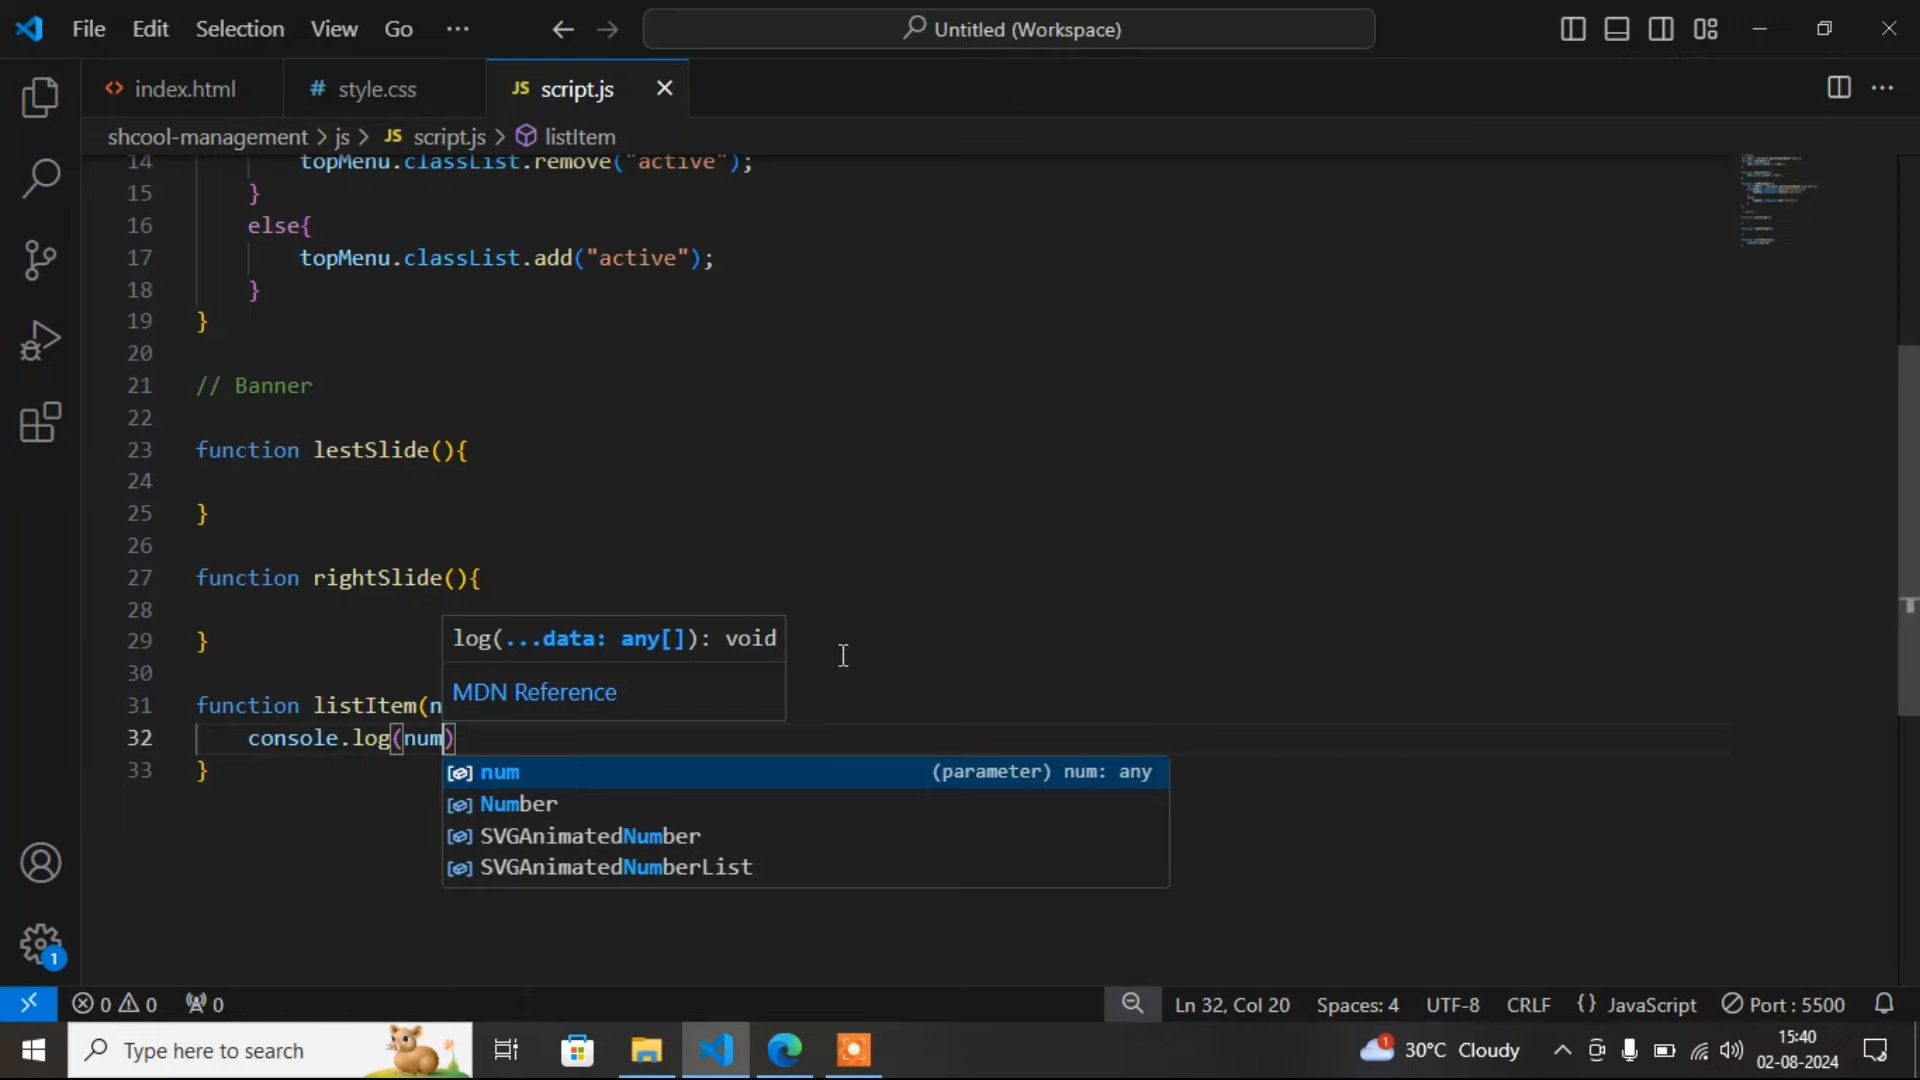 File Edit Selection View Go ··· Untitled (Workspace)
<> index.html # style.css JS script.js
shcool-management > js > JS script.js > listItem
14 topMenu.classList.remove("active");
15 }
16 else{
17 topMenu.classList.add("active");
18 }
19 }
20
21 // Banner
22
23 function lestSlide(){
24
25 }
26
27 function rightSlide(){
28
29 }
30
31 function listItem(n
32 console.log(num)
33 }
log(...data: any[]): void
MDN Reference
num (parameter) num: any
Number
SVGAnimatedNumber
SVGAnimatedNumberList
1
0 0 0 Ln 32, Col 20 Spaces: 4 UTF-8 CRLF {} JavaScript Port : 5500
Type here to search 1 30°C Cloudy 15:40
02-08-2024